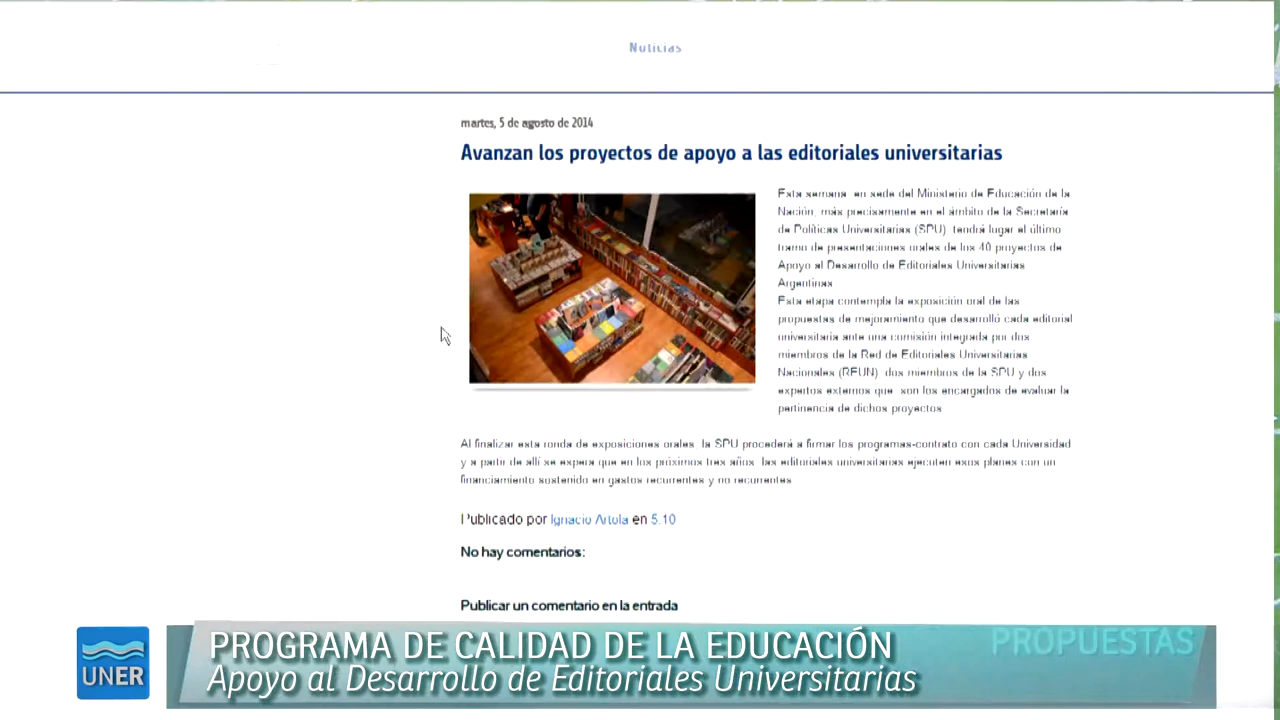 Noticias
martes, 5 de agosto de 2014
Avanzan los proyectos de apoyo a las editoriales universitarias
Esta semana en sede del Ministerio de Educación de la
Nación, más precisamente en el ámbito de la Secretaría
de Políticas Universitarias (SPU) tendrá lugar el último
tramo de presentaciones orales de los 40 proyectos de
Apoyo al Desarrollo de Editoriales Universitarias
Argentinas
Esta etapa contempla la exposición oral de las
propuestas de mejoramiento que desarrolló cada editorial
universitaria ante una comisión integrada por dos
miembros de la Red de Editoriales Universitarias
Nacionales (REUN) dos miembros de la SPU y dos
expertos externos que son los encargados de evaluar la
pertinencia de dichos proyectos
Al finalizar esta ronda de exposiciones orales la SPU procederá a firmar los programas-contrato con cada Universidad
y a partir de allí se espera que en los próximos tres años las editoriales universitarias ejecuten esos planes con un
financiamiento sostenido en gastos recurrentes y no recurrentes
Publicado por Ignacio Artola en 5:10
No hay comentarios:
Publicar un comentario en la entrada
UNER
PROGRAMA DE CALIDAD DE LA EDUCACIÓN
PROPUESTAS
Apoyo al Desarrollo de Editoriales Universitarias